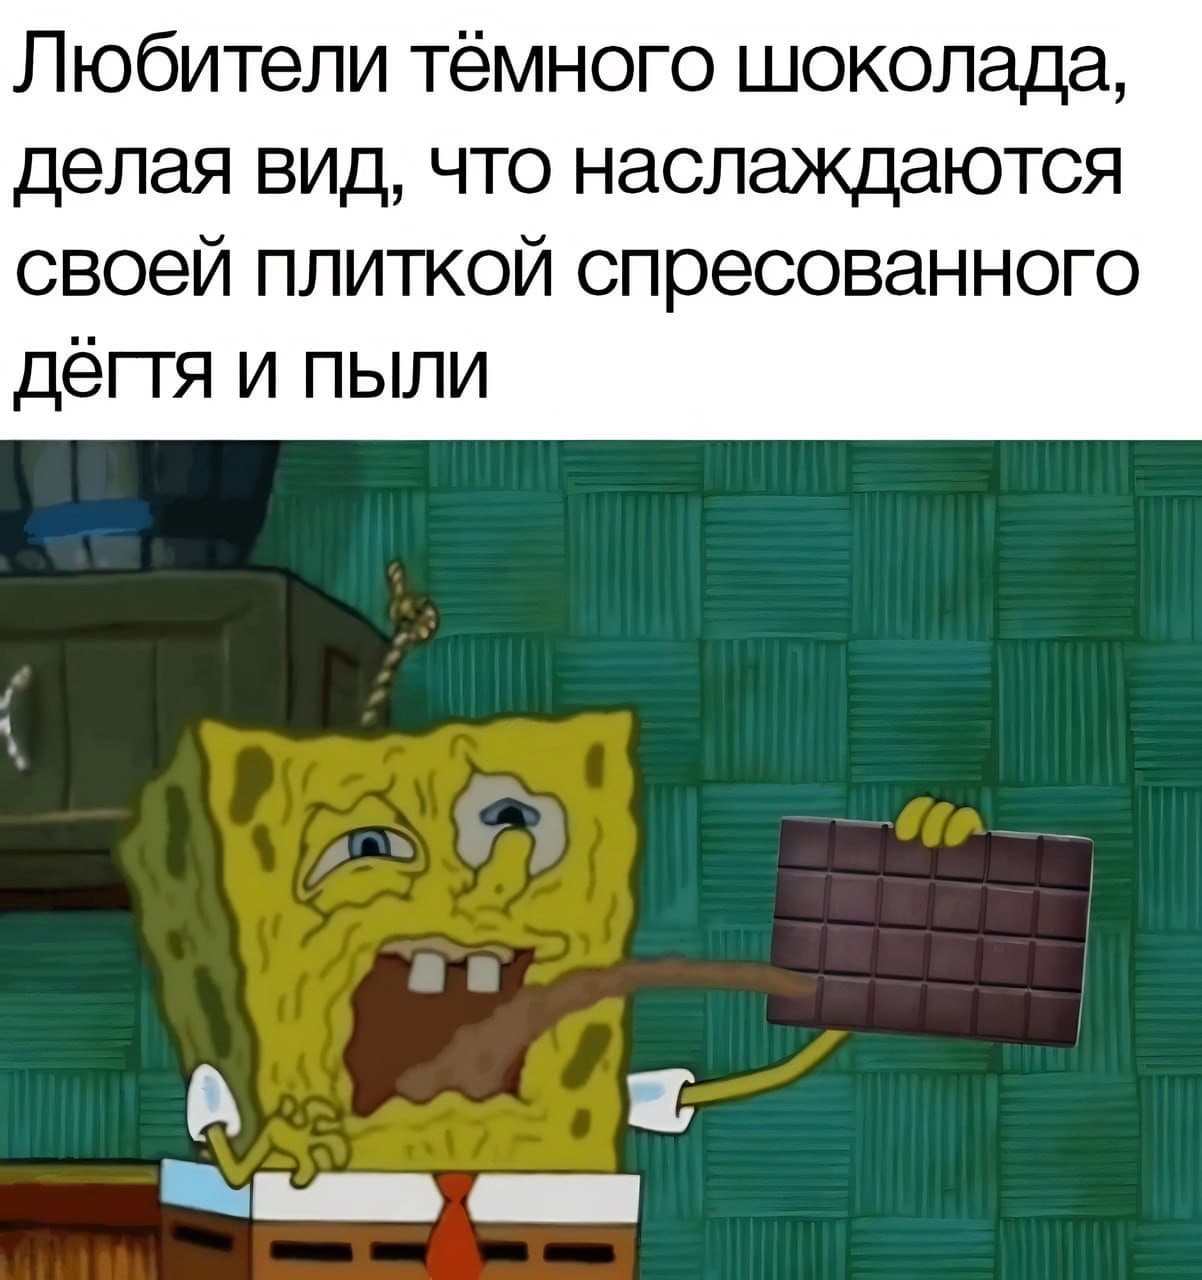 Любители тёмного шоколада,
делая вид, что наслаждаются
своей плиткой спресованного
дёгтя и пыли